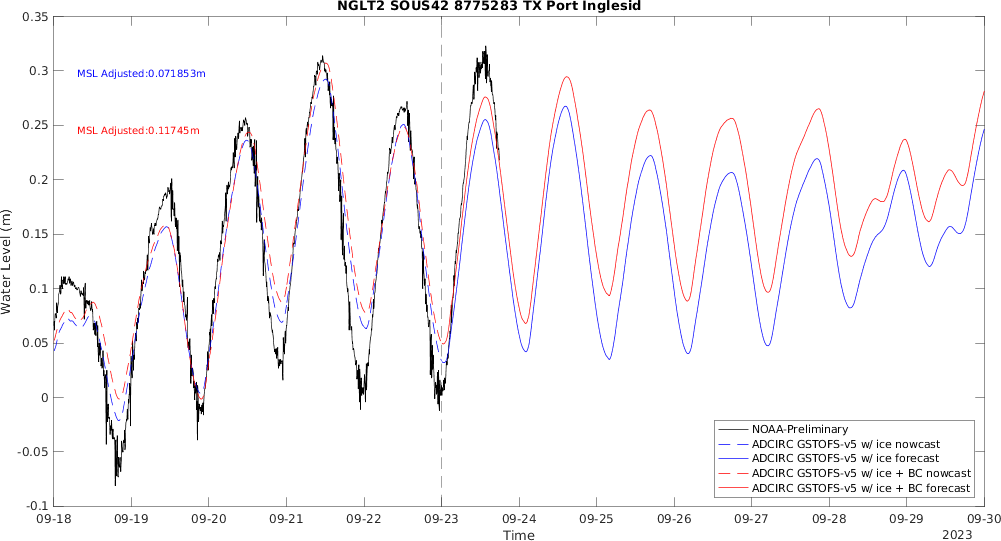 NGLT2 SOUS42 8775283 TX Port Inglesid
0.35
0.3
0.25
0.2
0.15
0.1
0.05
0
-0.05
-0.1
Water Level (m)
MSL Adjusted:0.071853m
MSL Adjusted:0.11745m
NOAA-Preliminary
ADCIRC GSTOFS-v5 w/ ice nowcast
ADCIRC GSTOFS-v5 w/ ice forecast
ADCIRC GSTOFS-v5 w/ ice + BC nowcast
ADCIRC GSTOFS-v5 w/ ice + BC forecast
09-18 09-19 09-20 09-21 09-22 09-23 09-24 09-25 09-26 09-27 09-28 09-29 09-30
Time
2023